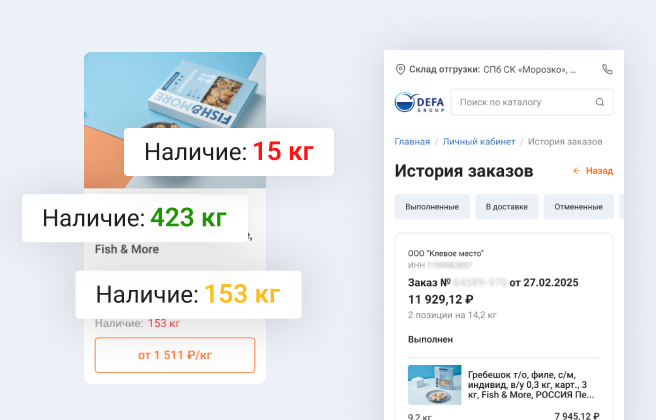 FISH&MORE
Наличие: 15 кг
Наличие: 423 кг
Fish & More
Наличие: 153 кг
Наличие: 153 кг
от 1 511 ₽/кг
Склад отгрузки: СПб СК «Морозко», ...
DEFA
GROUP
Поиск по каталогу
Главная / Личный кабинет / История заказов
История заказов
← Назад
Выполненные
В доставке
Отмененные
ООО "Клевое место"
ИНН
Заказ № от 27.02.2025
11 929,12 ₽
2 позиции на 14,2 кг
Выполнен
Гребешок т/о, филе, с/м,
индивид, в/у 0,3 кг, карт., 3
кг, Fish & More, РОССИЯ Пе...
9,2 кг
7 945,12 ₽